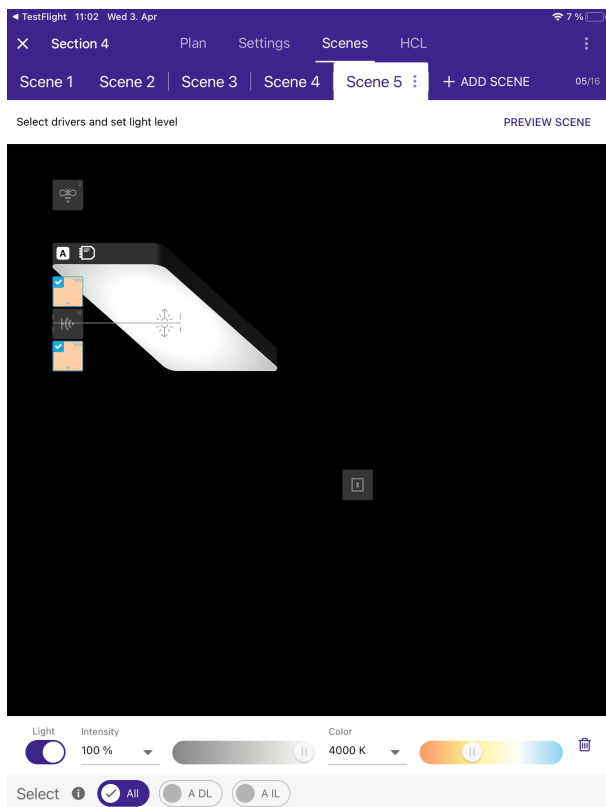 ◀ TestFlight 11:02 Wed 3. Apr 7 %
Section 4 Plan Settings Scenes HCL
Scene 1 Scene 2 Scene 3 Scene 4 Scene 5 + ADD SCENE 05/16
Select drivers and set light level PREVIEW SCENE
2
A
14
Light Intensity Color
100 % 4000 K
Select All A DL A IL